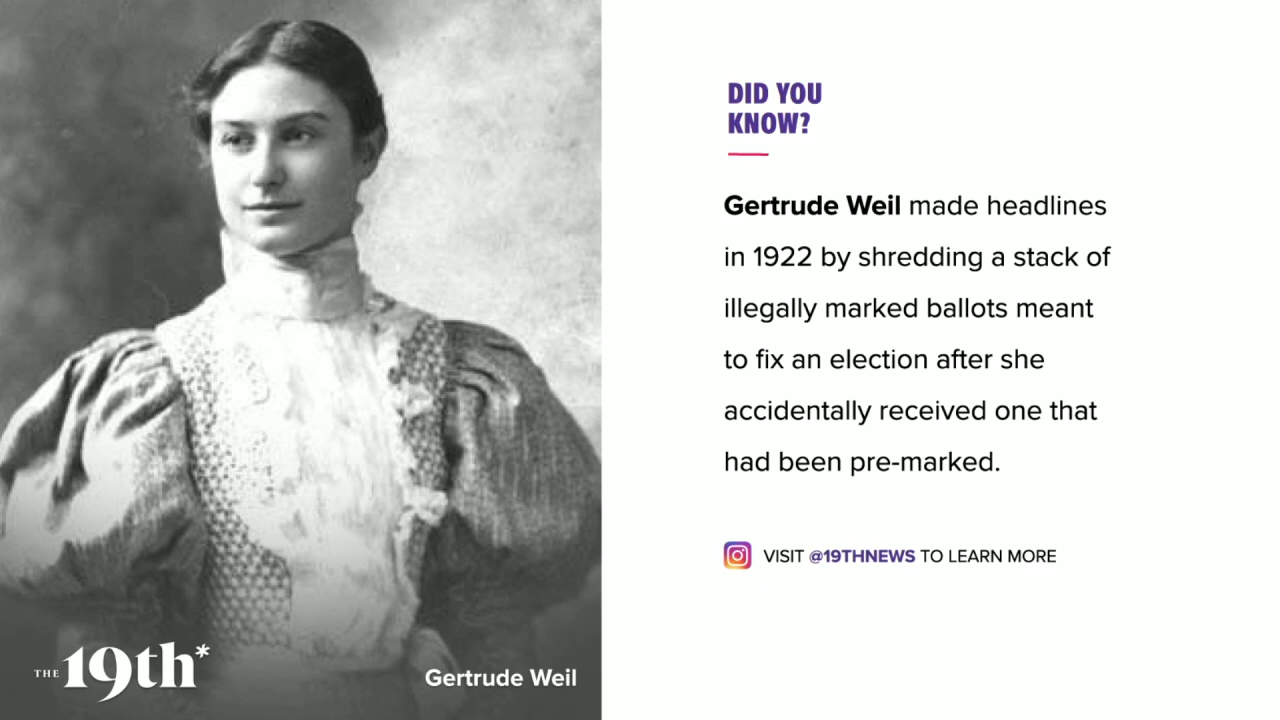 THE 19th*
Gertrude Weil
DID YOU
KNOW?
Gertrude Weil made headlines
in 1922 by shredding a stack of
illegally marked ballots meant
to fix an election after she
accidentally received one that
had been pre-marked.
VISIT @19THNEWS TO LEARN MORE